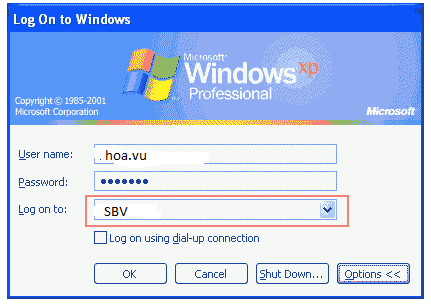 Log On to Windows
Microsoft
Windows xp
Professional
Copyright © 1985-2001
Microsoft Corporation
Microsoft
User name: hoa.vu
Password: •••••••
Log on to: SBV
Log on using dial-up connection
OK Cancel Shut Down... Options <<